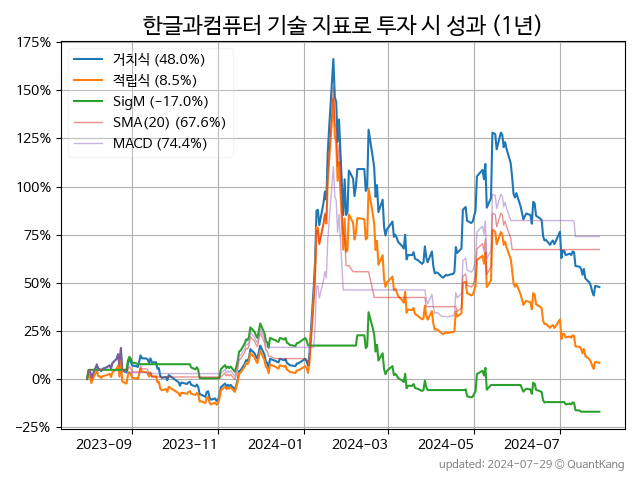 한글과컴퓨터 기술 지표로 투자 시 성과 (1년)
175%
150%
125%
100%
75%
50%
25%
0%
−25%
거치식 (48.0%)
적립식 (8.5%)
SigM (−17.0%)
SMA(20) (67.6%)
MACD (74.4%)
2023-09 2023-11 2024-01 2024-03 2024-05 2024-07
updated: 2024-07-29 © QuantKang